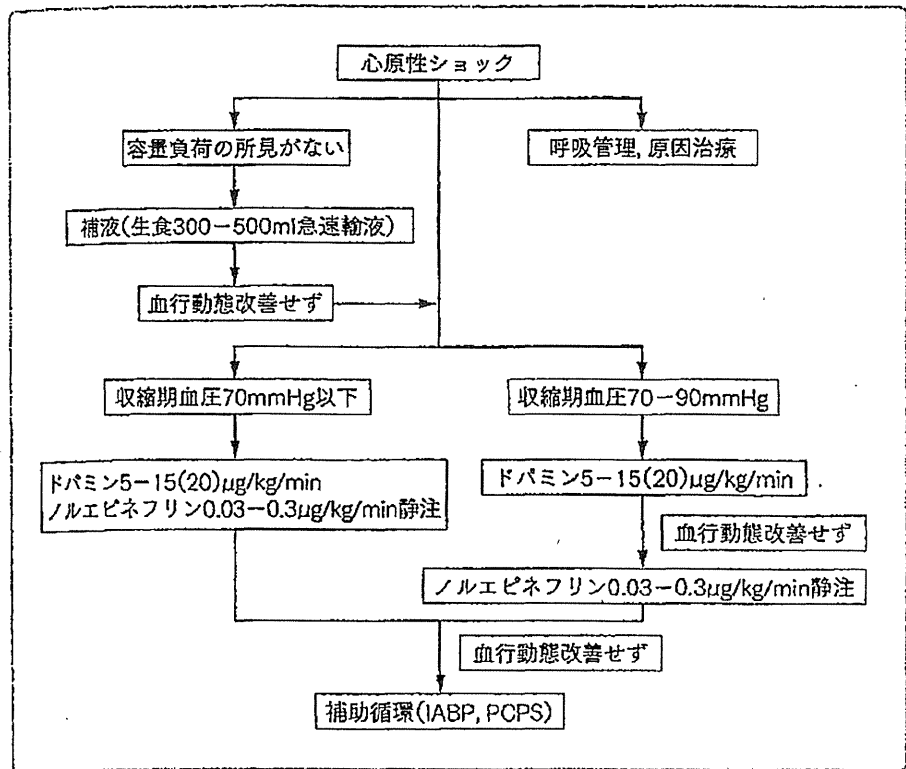 心原性ショック
容量負荷の所見がない
呼吸管理, 原因治療
補液(生食300－500ml急速輸液)
血行動態改善せず
収縮期血圧70mmHg以下
収縮期血圧70－90mmHg
ドパミン5－15(20)μg/kg/min
ノルエピネフリン0.03－0.3μg/kg/min静注
ドパミン5－15(20)μg/kg/min
血行動態改善せず
ノルエピネフリン0.03－0.3μg/kg/min静注
血行動態改善せず
補助循環(IABP, PCPS)